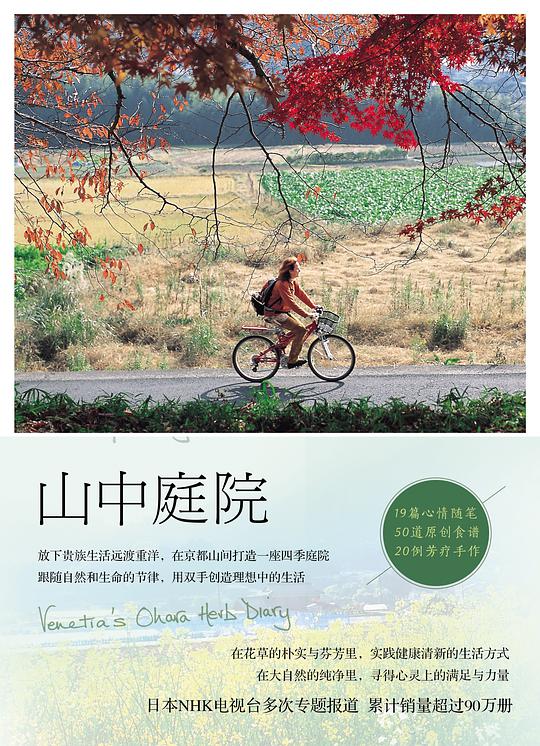 山中庭院
19篇心情随笔
50道原创食谱
20例芳疗手作
放下贵族生活远渡重洋，在京都山间打造一座四季庭院
跟随自然和生命的节律，用双手创造理想中的生活
Venetia's Ohara Herb Diary
在花草的朴实与芬芳里，实践健康清新的生活方式
在大自然的纯净里，寻得心灵上的满足与力量
日本NHK电视台多次专题报道 累计销量超过90万册